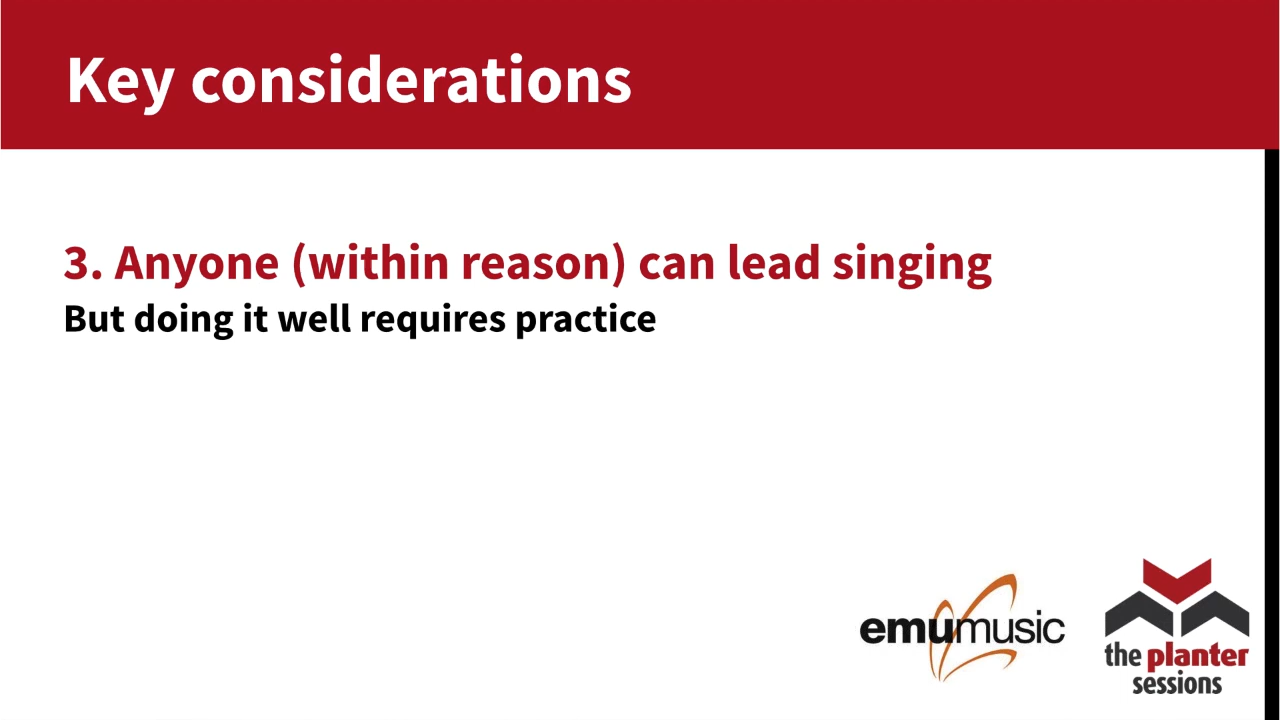 Key considerations
3. Anyone (within reason) can lead singing
But doing it well requires practice
emumusic
the planter
sessions